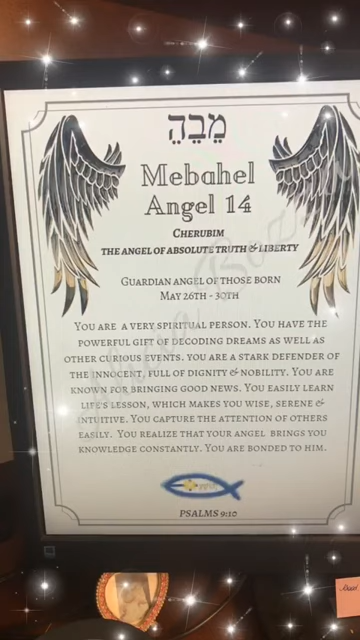 מֵבֵהֵ
Mebahel
Angel 14
Cherubim
The Angel of Absolute Truth & Liberty
Guardian angel of those born
May 26th - 30th
You are a very spiritual person. You have the
powerful gift of decoding dreams as well as
other curious events. You are a stark defender of
the innocent, full of dignity & nobility. You are
known for bringing good news. You easily learn
life's lesson, which makes you wise, serene &
intuitive. You capture the attention of others
easily. You realize that your angel brings you
knowledge constantly. You are bonded to him.
Psalms 9:10